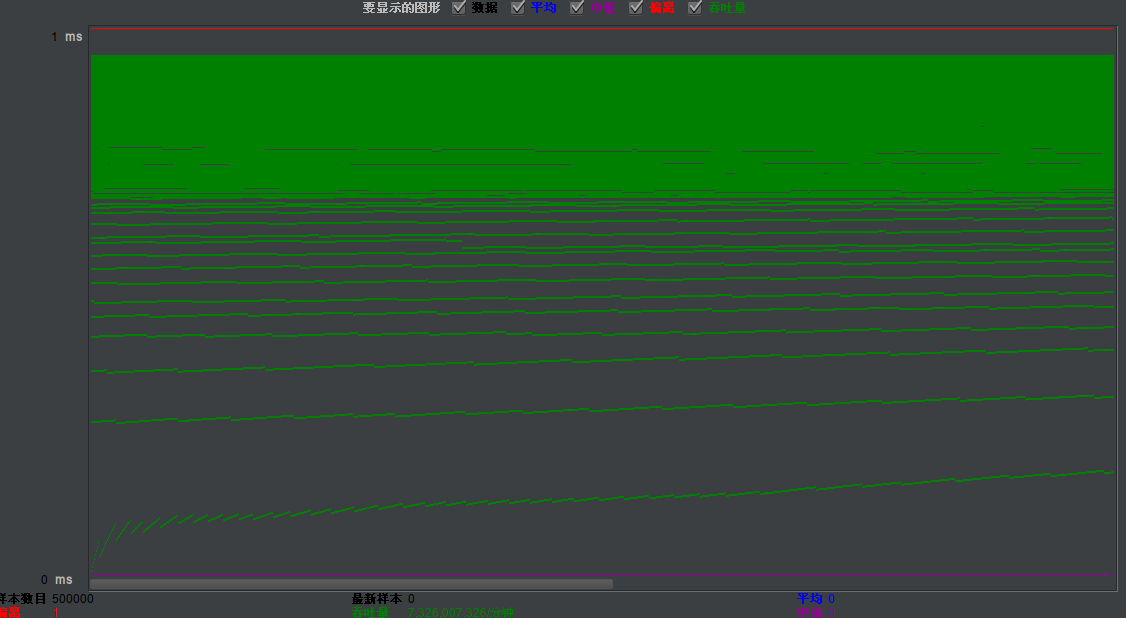 要显示的图形 数据 平均 中值 偏离 吞吐量
1 ms
0 ms
样本数目 500000 最新样本 0 平均 0
偏离 1 吞吐量 7,326,007.326/分钟 中值 0